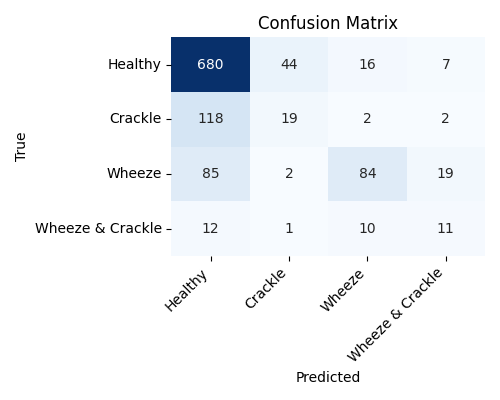 Confusion Matrix
True
Healthy 680 44 16 7
Crackle 118 19 2 2
Wheeze 85 2 84 19
Wheeze & Crackle 12 1 10 11
Healthy Crackle Wheeze Wheeze & Crackle
Predicted